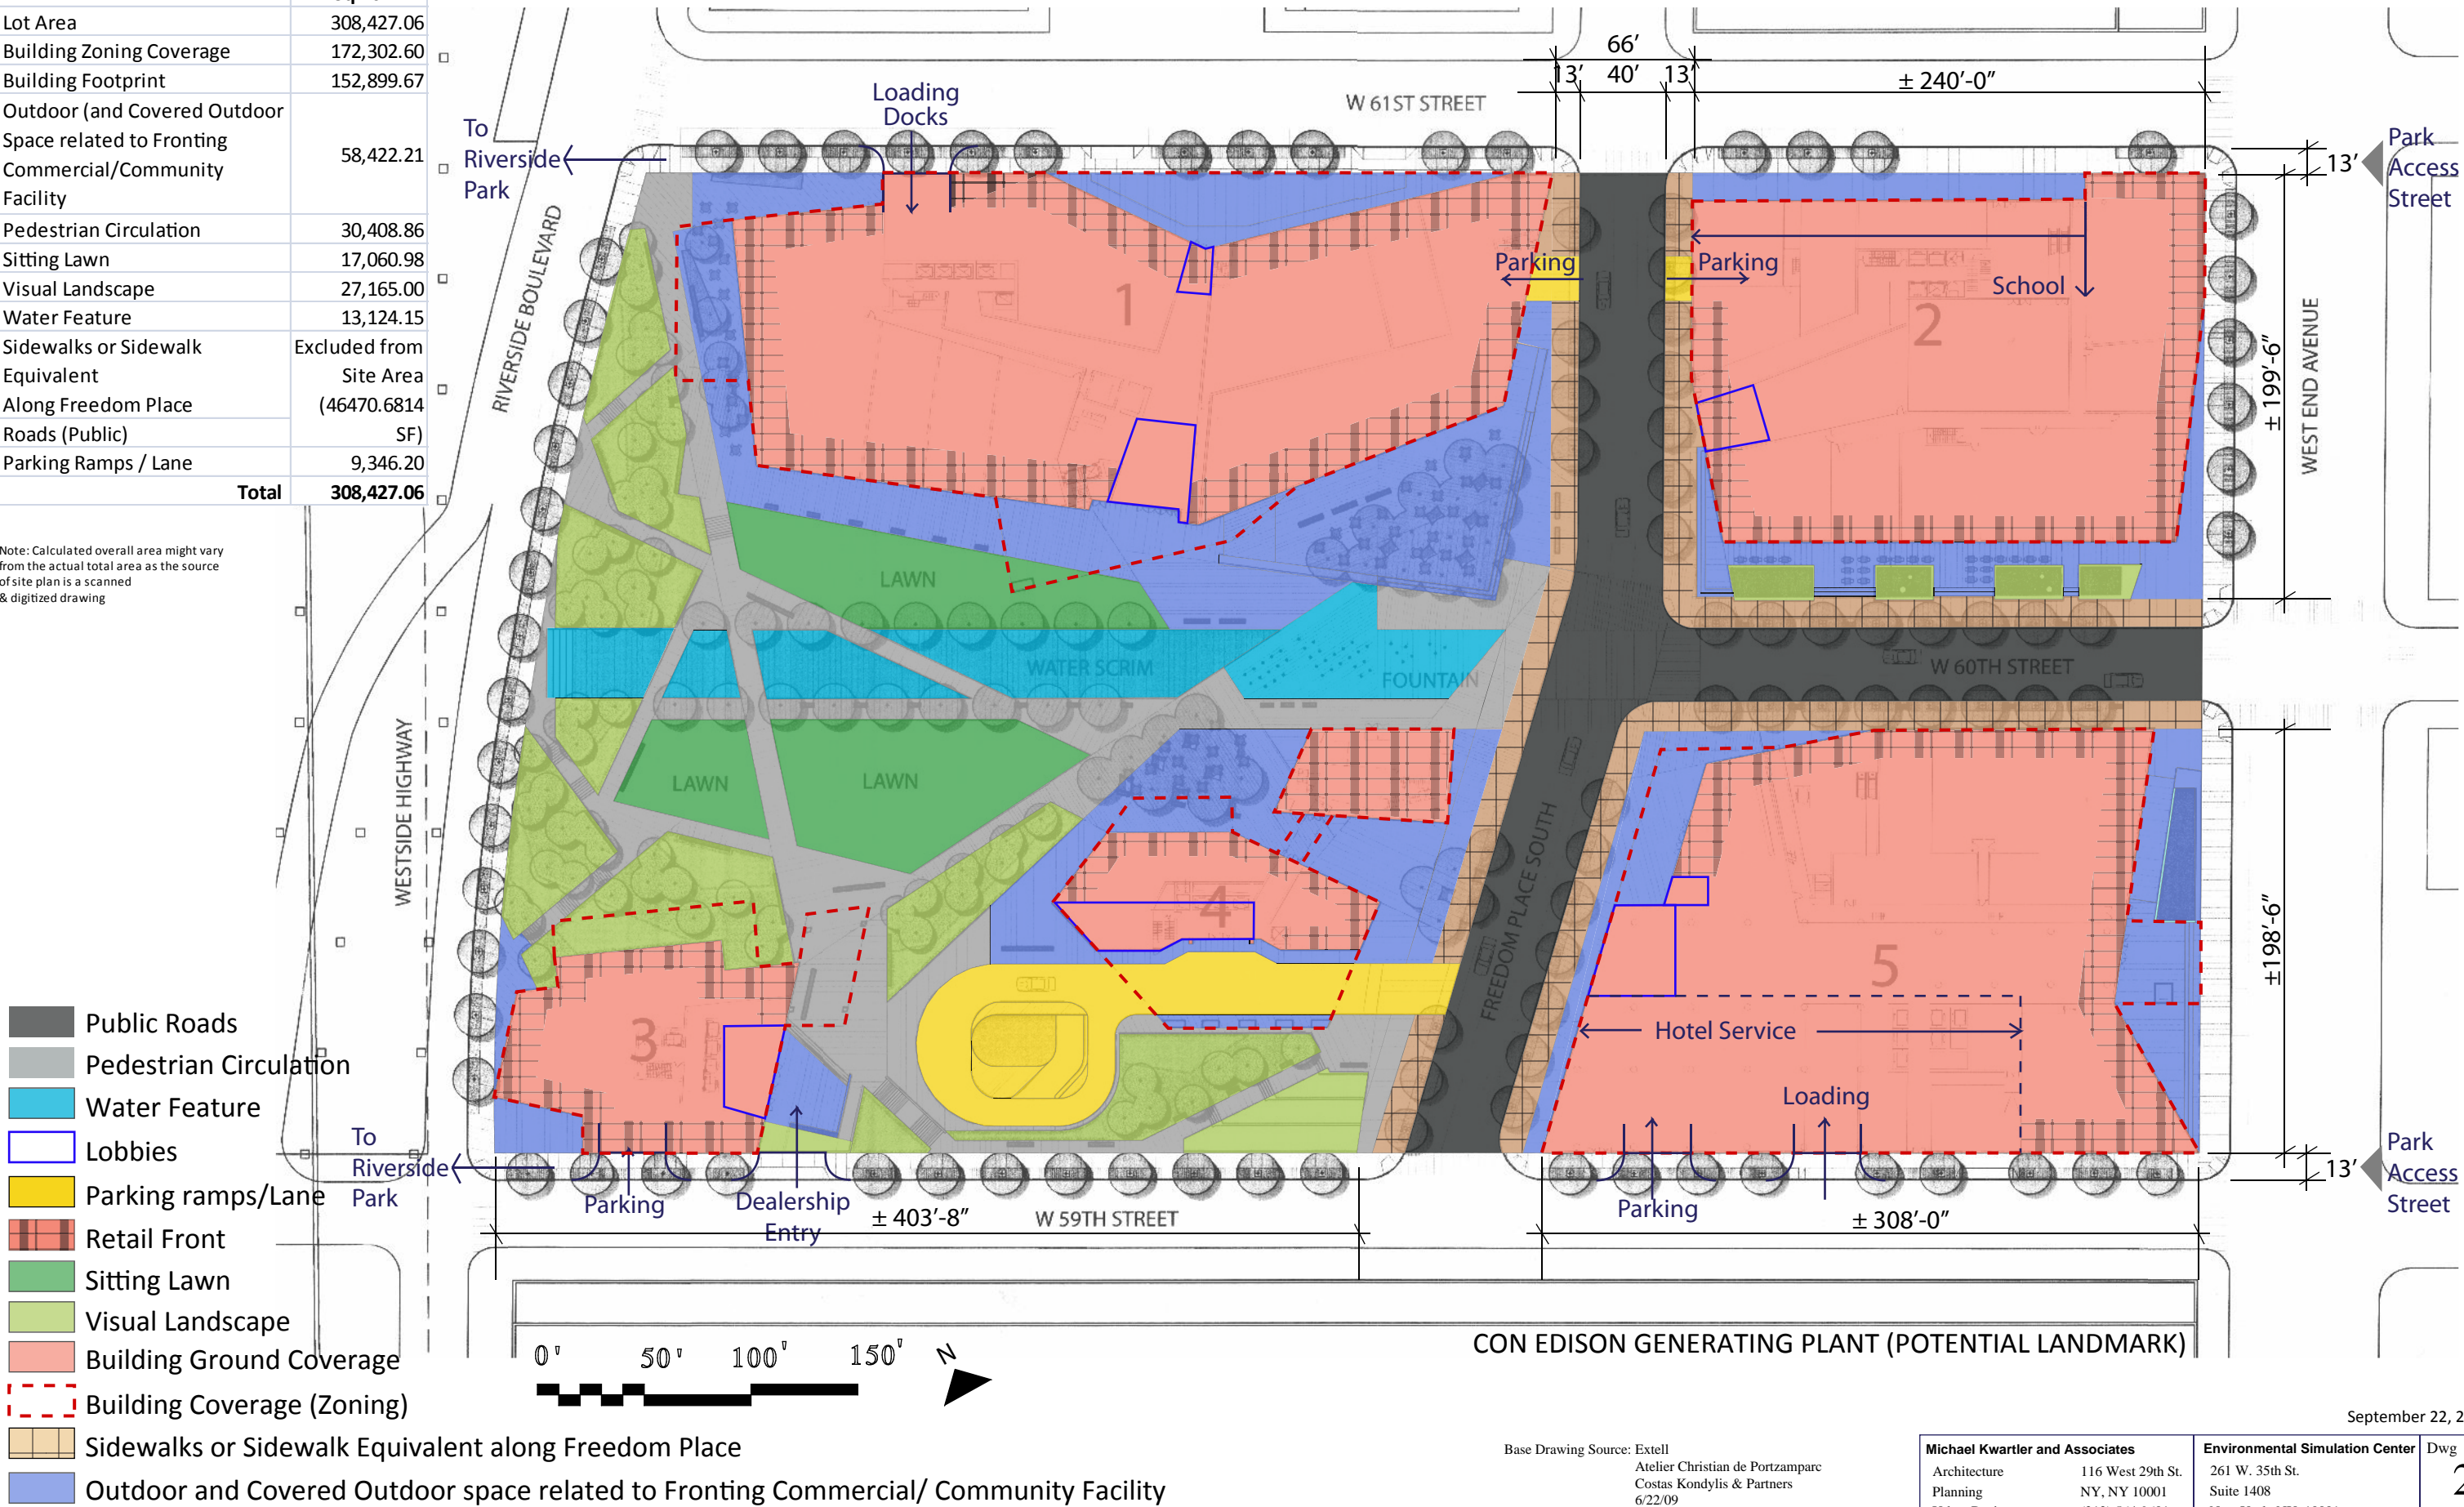 Lot Area 308,427.06
Building Zoning Coverage 172,302.60
Building Footprint 152,899.67
Outdoor (and Covered Outdoor
Space related to Fronting
Commercial/Community
Facility
58,422.21
Pedestrian Circulation 30,408.86
Sitting Lawn 17,060.98
Visual Landscape 27,165.00
Water Feature 13,124.15
Sidewalks or Sidewalk Excluded from
Equivalent Site Area
Along Freedom Place (46470.6814
Roads (Public) SF)
Parking Ramps / Lane 9,346.20
Total 308,427.06
Note: Calculated overall area might vary
from the actual total area as the source
of site plan is a scanned
& digitized drawing
66'
13' 40' 13'
± 240'-0"
W 61ST STREET
Loading
Docks
To
Riverside
Park
Park
Access
Street
13'
RIVERSIDE BOULEVARD
1
Parking
Parking
School
2
± 199'-6"
WEST END AVENUE
LAWN
WATER SCRIM
FOUNTAIN
W 60TH STREET
LAWN
LAWN
WESTSIDE HIGHWAY
FREEDOM PLACE SOUTH
4
5
±198'-6"
3
Hotel Service
Loading
Parking
To
Riverside
Park
Parking
Dealership
Entry
± 403'-8"
W 59TH STREET
± 308'-0"
13'
Park
Access
Street
Public Roads
Pedestrian Circulation
Water Feature
Lobbies
Parking ramps/Lane
Retail Front
Sitting Lawn
Visual Landscape
Building Ground Coverage
Building Coverage (Zoning)
Sidewalks or Sidewalk Equivalent along Freedom Place
Outdoor and Covered Outdoor space related to Fronting Commercial/ Community Facility
0' 50' 100' 150'
N
CON EDISON GENERATING PLANT (POTENTIAL LANDMARK)
September 22, 2
Base Drawing Source: Extell
Atelier Christian de Portzamparc
Costas Kondylis & Partners
6/22/09
Michael Kwartler and Associates
Architecture 116 West 29th St.
Planning NY, NY 10001
Environmental Simulation Center
261 W. 35th St.
Suite 1408
Dwg
2